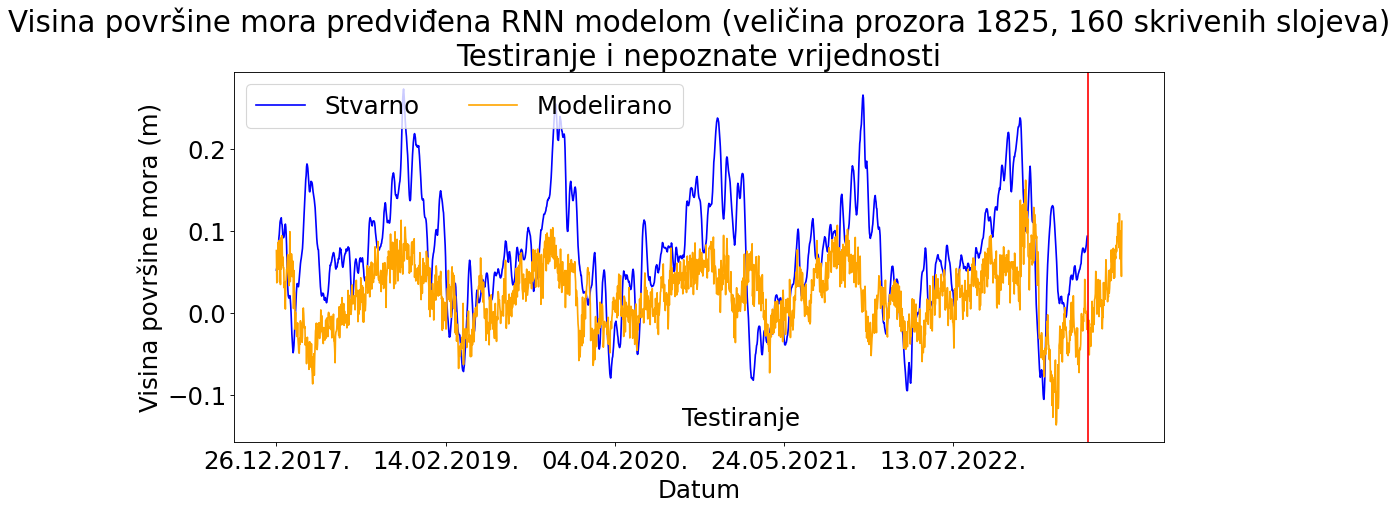 Visina površine mora predviđena RNN modelom (veličina prozora 1825, 160 skrivenih slojeva)
Testiranje i nepoznate vrijednosti
Stvarno Modelirano
Visina površine mora (m)
0.2
0.1
0.0
−0.1
Testiranje
26.12.2017. 14.02.2019. 04.04.2020. 24.05.2021. 13.07.2022.
Datum